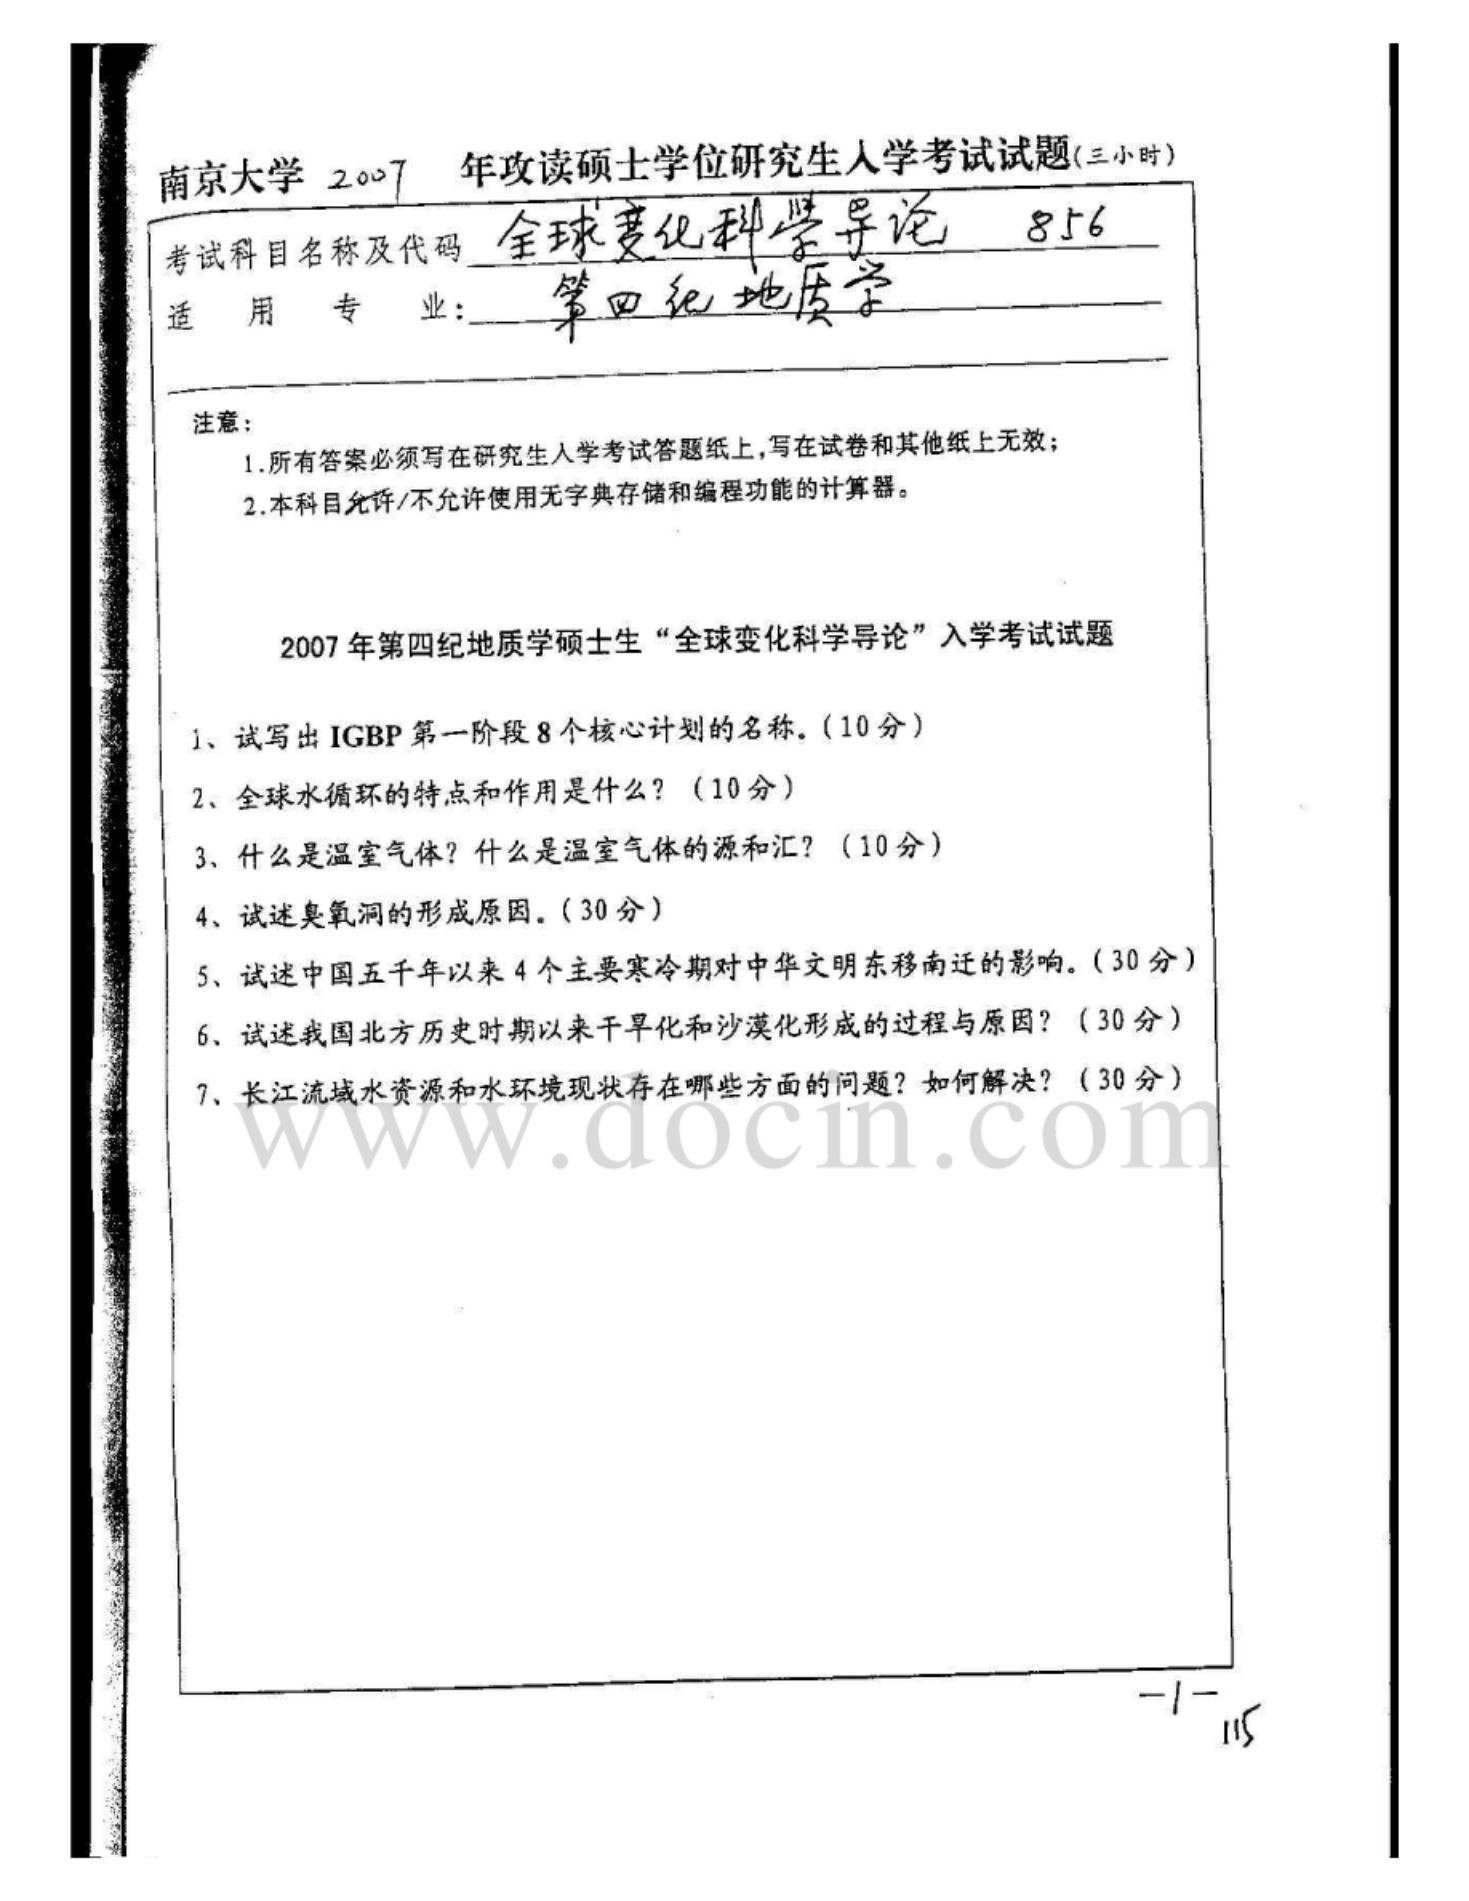 南京大学 2007 年攻读硕士学位研究生入学考试试题(三小时)
考试科目名称及代码 全球变化科学导论 856
适用专业: 第四纪地质学
注意:
1.所有答案必须写在研究生入学考试答题纸上,写在试卷和其他纸上无效;
2.本科目允许/不允许使用无字典存储和编程功能的计算器。
2007 年第四纪地质学硕士生“全球变化科学导论”入学考试试题
1、试写出 IGBP 第一阶段 8 个核心计划的名称。(10 分)
2、全球水循环的特点和作用是什么? (10 分)
3、什么是温室气体? 什么是温室气体的源和汇? (10 分)
4、试述臭氧洞的形成原因。(30 分)
5、试述中国五千年以来 4 个主要寒冷期对中华文明东移南迁的影响。(30 分)
6、试述我国北方历史时期以来干旱化和沙漠化形成的过程与原因? (30 分)
7、长江流域水资源和水环境现状存在哪些方面的问题? 如何解决? (30 分)
www.docin.com
-1-
115